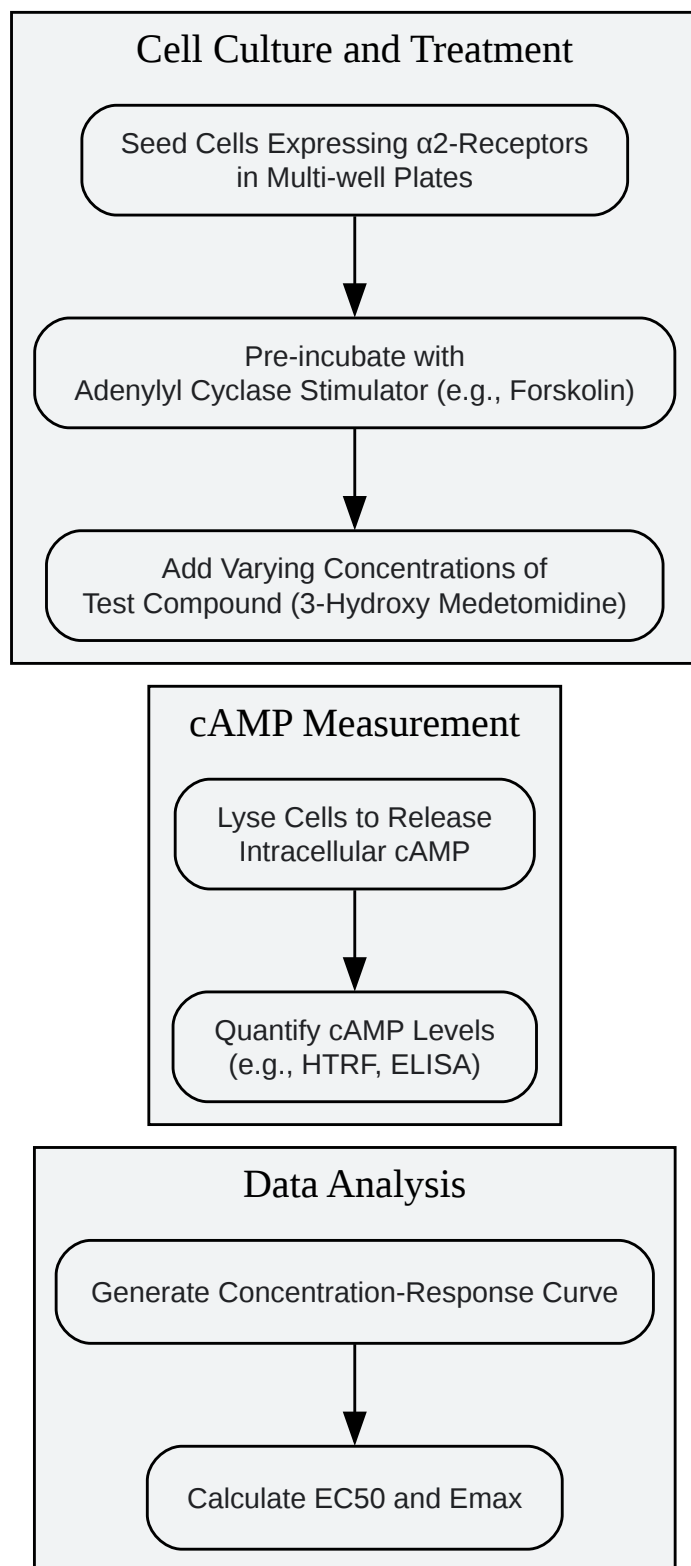 Cell Culture and Treatment
Seed Cells Expressing α2-Receptors
in Multi-well Plates
Pre-incubate with
Adenylyl Cyclase Stimulator (e.g., Forskolin)
Add Varying Concentrations of
Test Compound (3-Hydroxy Medetomidine)
cAMP Measurement
Lyse Cells to Release
Intracellular cAMP
Quantify cAMP Levels
(e.g., HTRF, ELISA)
Data Analysis
Generate Concentration-Response Curve
Calculate EC50 and Emax